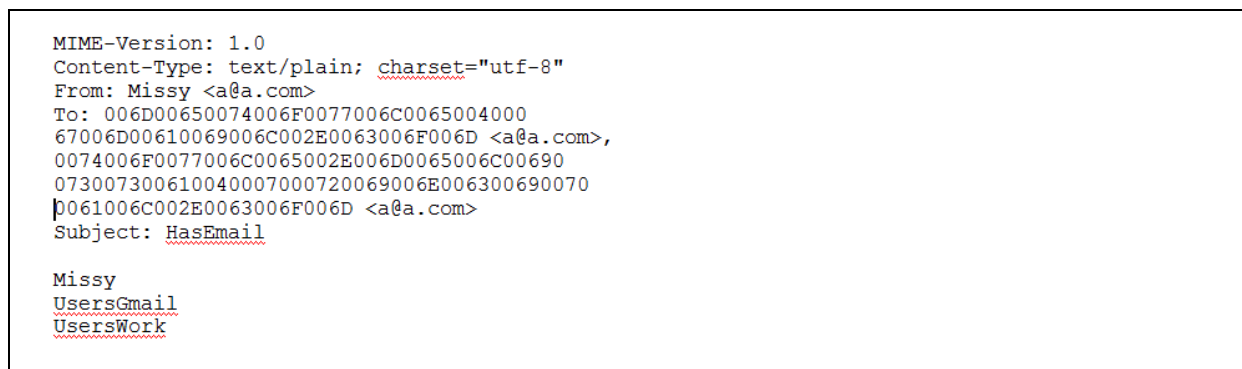 MIME-Version: 1.0
Content-Type: text/plain; charset="utf-8"
From: Missy <a@a.com>
To: 006D00650074006F0077006C0065004000
67006D00610069006C002E0063006F006D <a@a.com>,
0074006F0077006C0065002E006D0065006C00690
0730073006100400070000720069006E006300690070
0061006C002E0063006F006D <a@a.com>
Subject: HasEmail
Missy
UsersGmail
UsersWork